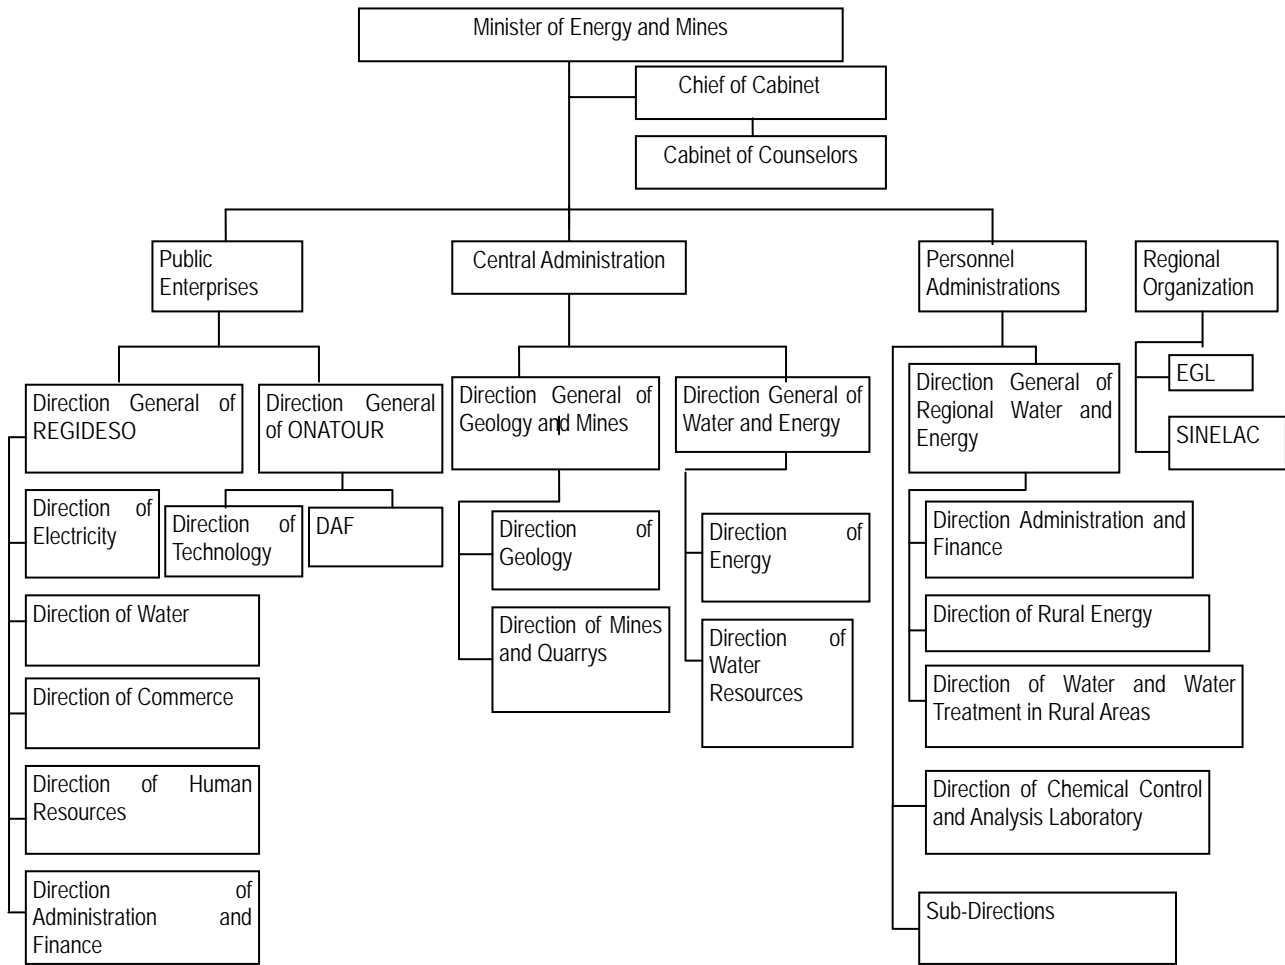 Minister of Energy and Mines
Chief of Cabinet
Cabinet of Counselors
Public
Enterprises
Central Administration
Personnel
Administrations
Regional
Organization
Direction General of
REGIDESO
Direction General
of ONATOUR
Direction General of
Geology and Mines
Direction General of
Water and Energy
Direction General of
Regional Water and
Energy
EGL
SINELAC
Direction of
Electricity
Direction of
Technology
DAF
Direction of
Geology
Direction of
Energy
Direction Administration and
Finance
Direction of Water
Direction of Mines
and Quarrys
Direction of
Water
Resources
Direction of Rural Energy
Direction of Water and Water
Treatment in Rural Areas
Direction of Commerce
Direction of Human
Resources
Direction of Chemical Control
and Analysis Laboratory
Direction of
Administration and
Finance
Sub-Directions